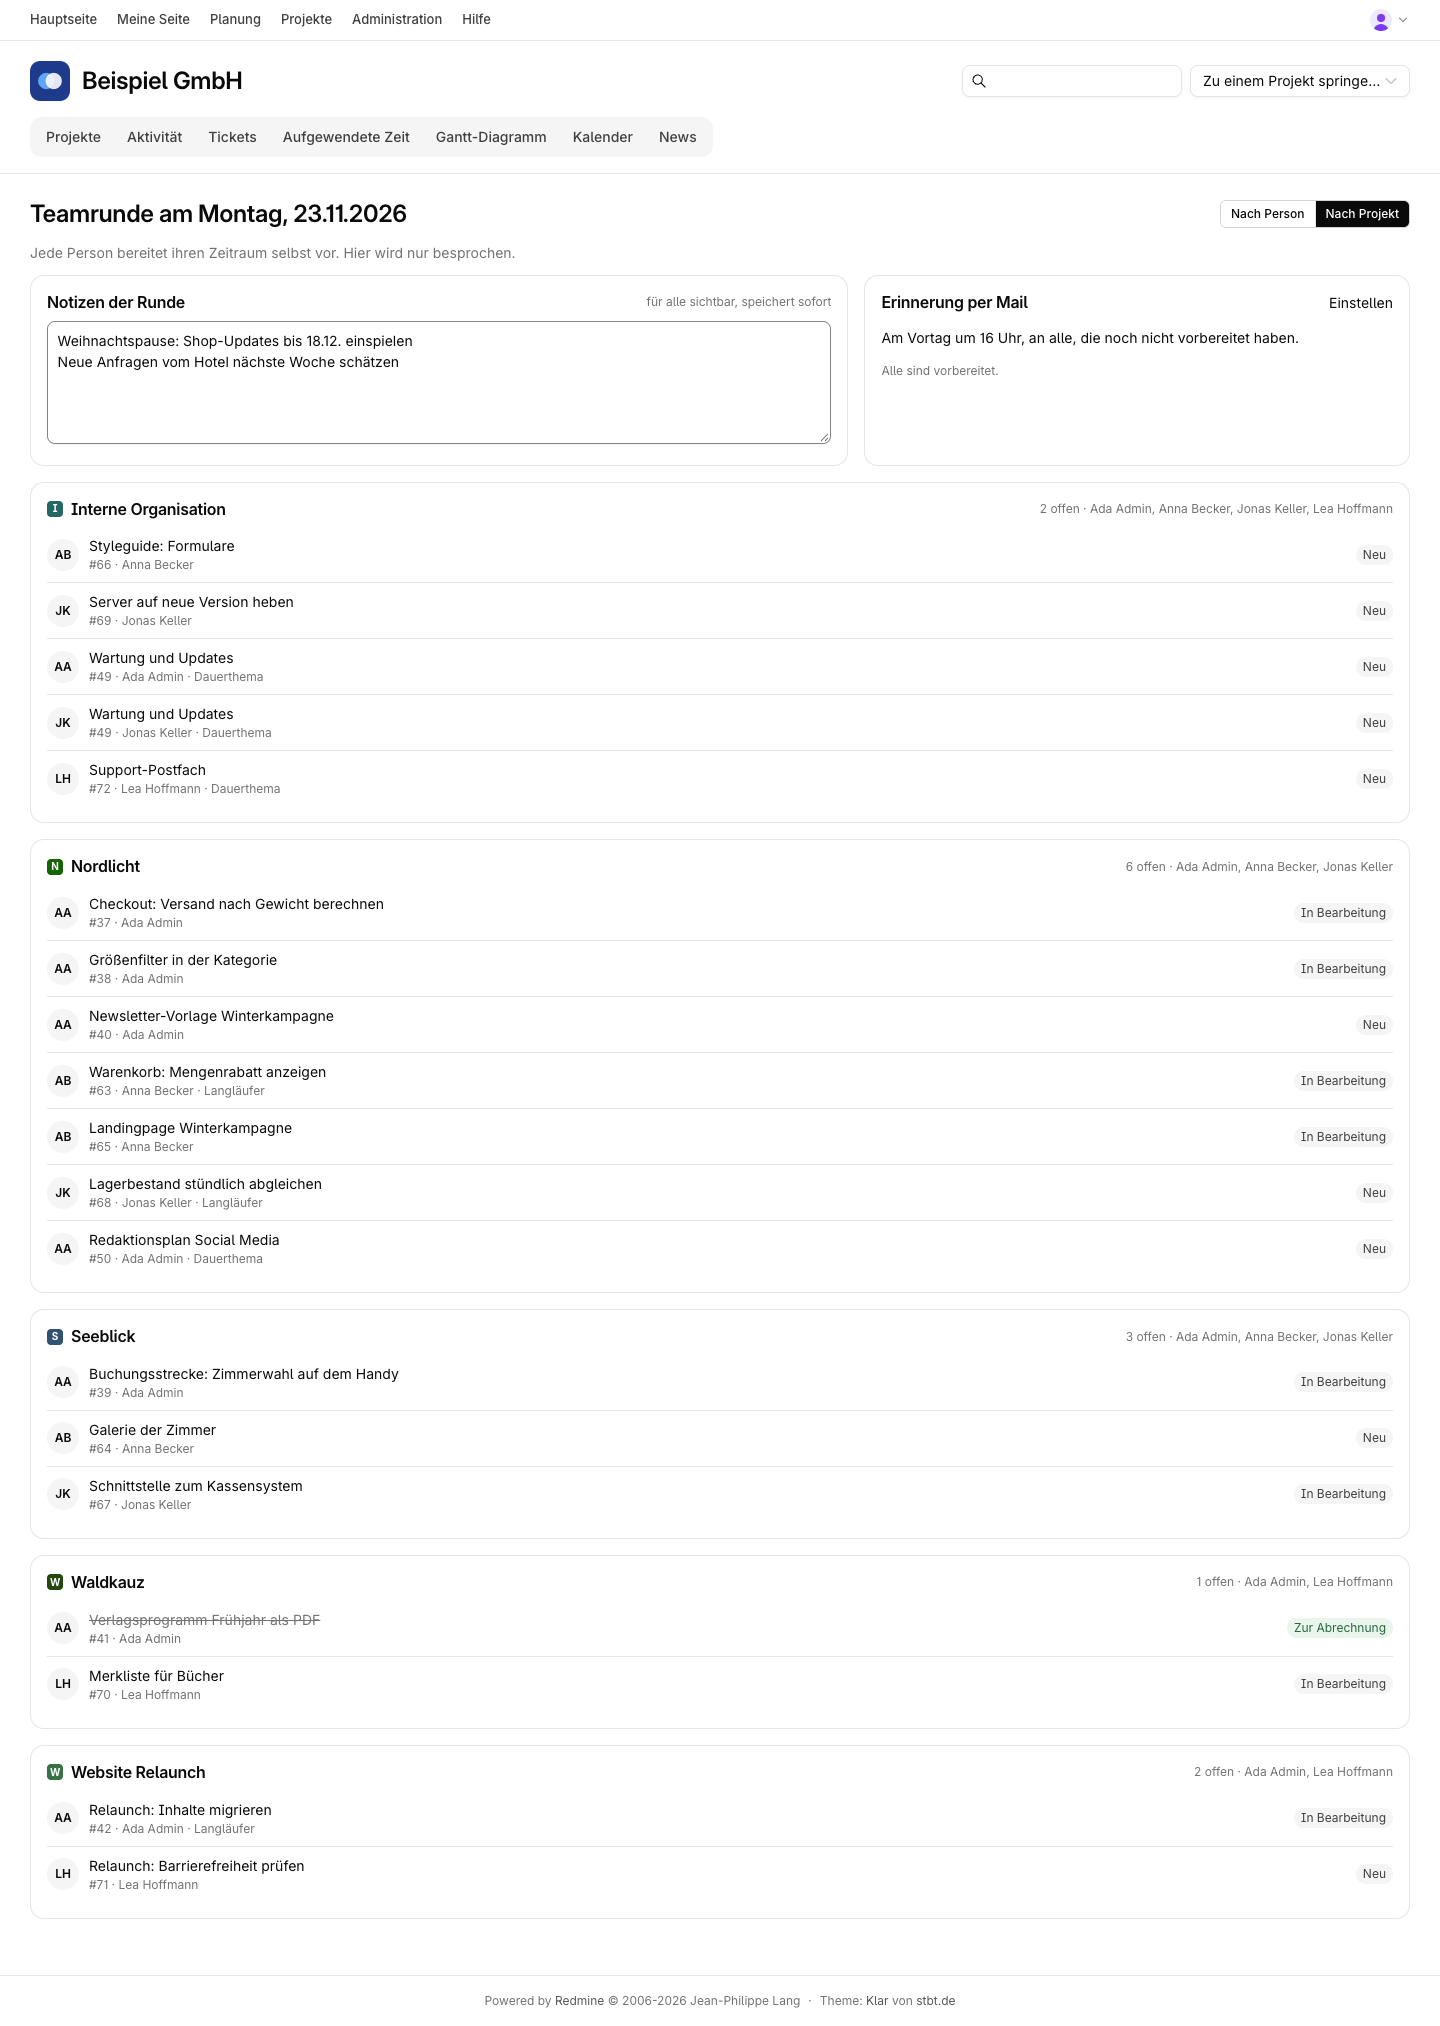 Hauptseite Meine Seite Planung Projekte Administration Hilfe
Beispiel GmbH
Zu einem Projekt springe...
Projekte Aktivität Tickets Aufgewendete Zeit Gantt-Diagramm Kalender News
Teamrunde am Montag, 23.11.2026
Nach Person Nach Projekt
Jede Person bereitet ihren Zeitraum selbst vor. Hier wird nur besprochen.
Notizen der Runde
für alle sichtbar, speichert sofort
Weihnachtspause: Shop-Updates bis 18.12. einspielen
Neue Anfragen vom Hotel nächste Woche schätzen
Erinnerung per Mail
Einstellen
Am Vortag um 16 Uhr, an alle, die noch nicht vorbereitet haben.
Alle sind vorbereitet.
I Interne Organisation
2 offen · Ada Admin, Anna Becker, Jonas Keller, Lea Hoffmann
AB Styleguide: Formulare
#66 · Anna Becker
Neu
JK Server auf neue Version heben
#69 · Jonas Keller
Neu
AA Wartung und Updates
#49 · Ada Admin · Dauerthema
Neu
JK Wartung und Updates
#49 · Jonas Keller · Dauerthema
Neu
LH Support-Postfach
#72 · Lea Hoffmann · Dauerthema
Neu
N Nordlicht
6 offen · Ada Admin, Anna Becker, Jonas Keller
AA Checkout: Versand nach Gewicht berechnen
#37 · Ada Admin
In Bearbeitung
AA Größenfilter in der Kategorie
#38 · Ada Admin
In Bearbeitung
AA Newsletter-Vorlage Winterkampagne
#40 · Ada Admin
Neu
AB Warenkorb: Mengenrabatt anzeigen
#63 · Anna Becker · Langläufer
In Bearbeitung
AB Landingpage Winterkampagne
#65 · Anna Becker
In Bearbeitung
JK Lagerbestand stündlich abgleichen
#68 · Jonas Keller · Langläufer
Neu
AA Redaktionsplan Social Media
#50 · Ada Admin · Dauerthema
Neu
S Seeblick
3 offen · Ada Admin, Anna Becker, Jonas Keller
AA Buchungsstrecke: Zimmerwahl auf dem Handy
#39 · Ada Admin
In Bearbeitung
AB Galerie der Zimmer
#64 · Anna Becker
Neu
JK Schnittstelle zum Kassensystem
#67 · Jonas Keller
In Bearbeitung
W Waldkauz
1 offen · Ada Admin, Lea Hoffmann
AA Verlagsprogramm Frühjahr als PDF
#41 · Ada Admin
Zur Abrechnung
LH Merkliste für Bücher
#70 · Lea Hoffmann
In Bearbeitung
W Website Relaunch
2 offen · Ada Admin, Lea Hoffmann
AA Relaunch: Inhalte migrieren
#42 · Ada Admin · Langläufer
In Bearbeitung
LH Relaunch: Barrierefreiheit prüfen
#71 · Lea Hoffmann
Neu
Powered by Redmine © 2006-2026 Jean-Philippe Lang · Theme: Klar von stbt.de